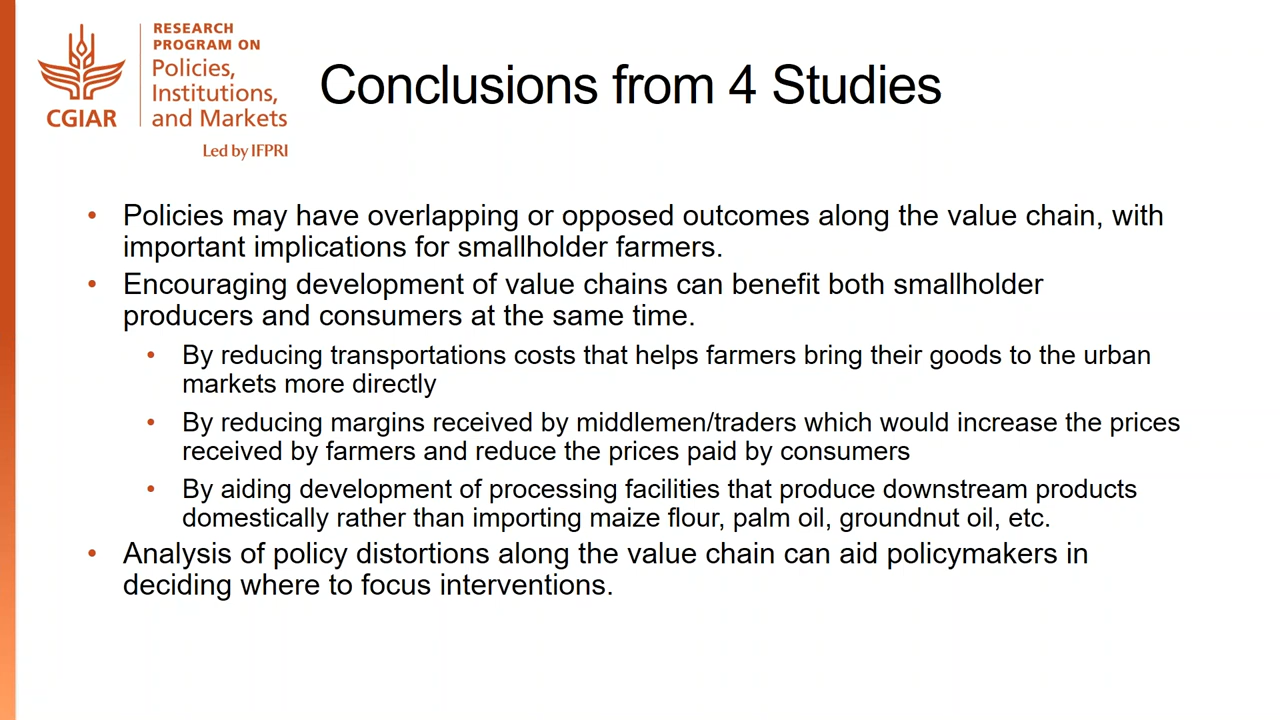 RESEARCH
PROGRAM ON
Policies,
Institutions,
and Markets
CGIAR
Led by IFPRI
Conclusions from 4 Studies
• Policies may have overlapping or opposed outcomes along the value chain, with
important implications for smallholder farmers.
• Encouraging development of value chains can benefit both smallholder
producers and consumers at the same time.
• By reducing transportations costs that helps farmers bring their goods to the urban
markets more directly
• By reducing margins received by middlemen/traders which would increase the prices
received by farmers and reduce the prices paid by consumers
• By aiding development of processing facilities that produce downstream products
domestically rather than importing maize flour, palm oil, groundnut oil, etc.
• Analysis of policy distortions along the value chain can aid policymakers in
deciding where to focus interventions.